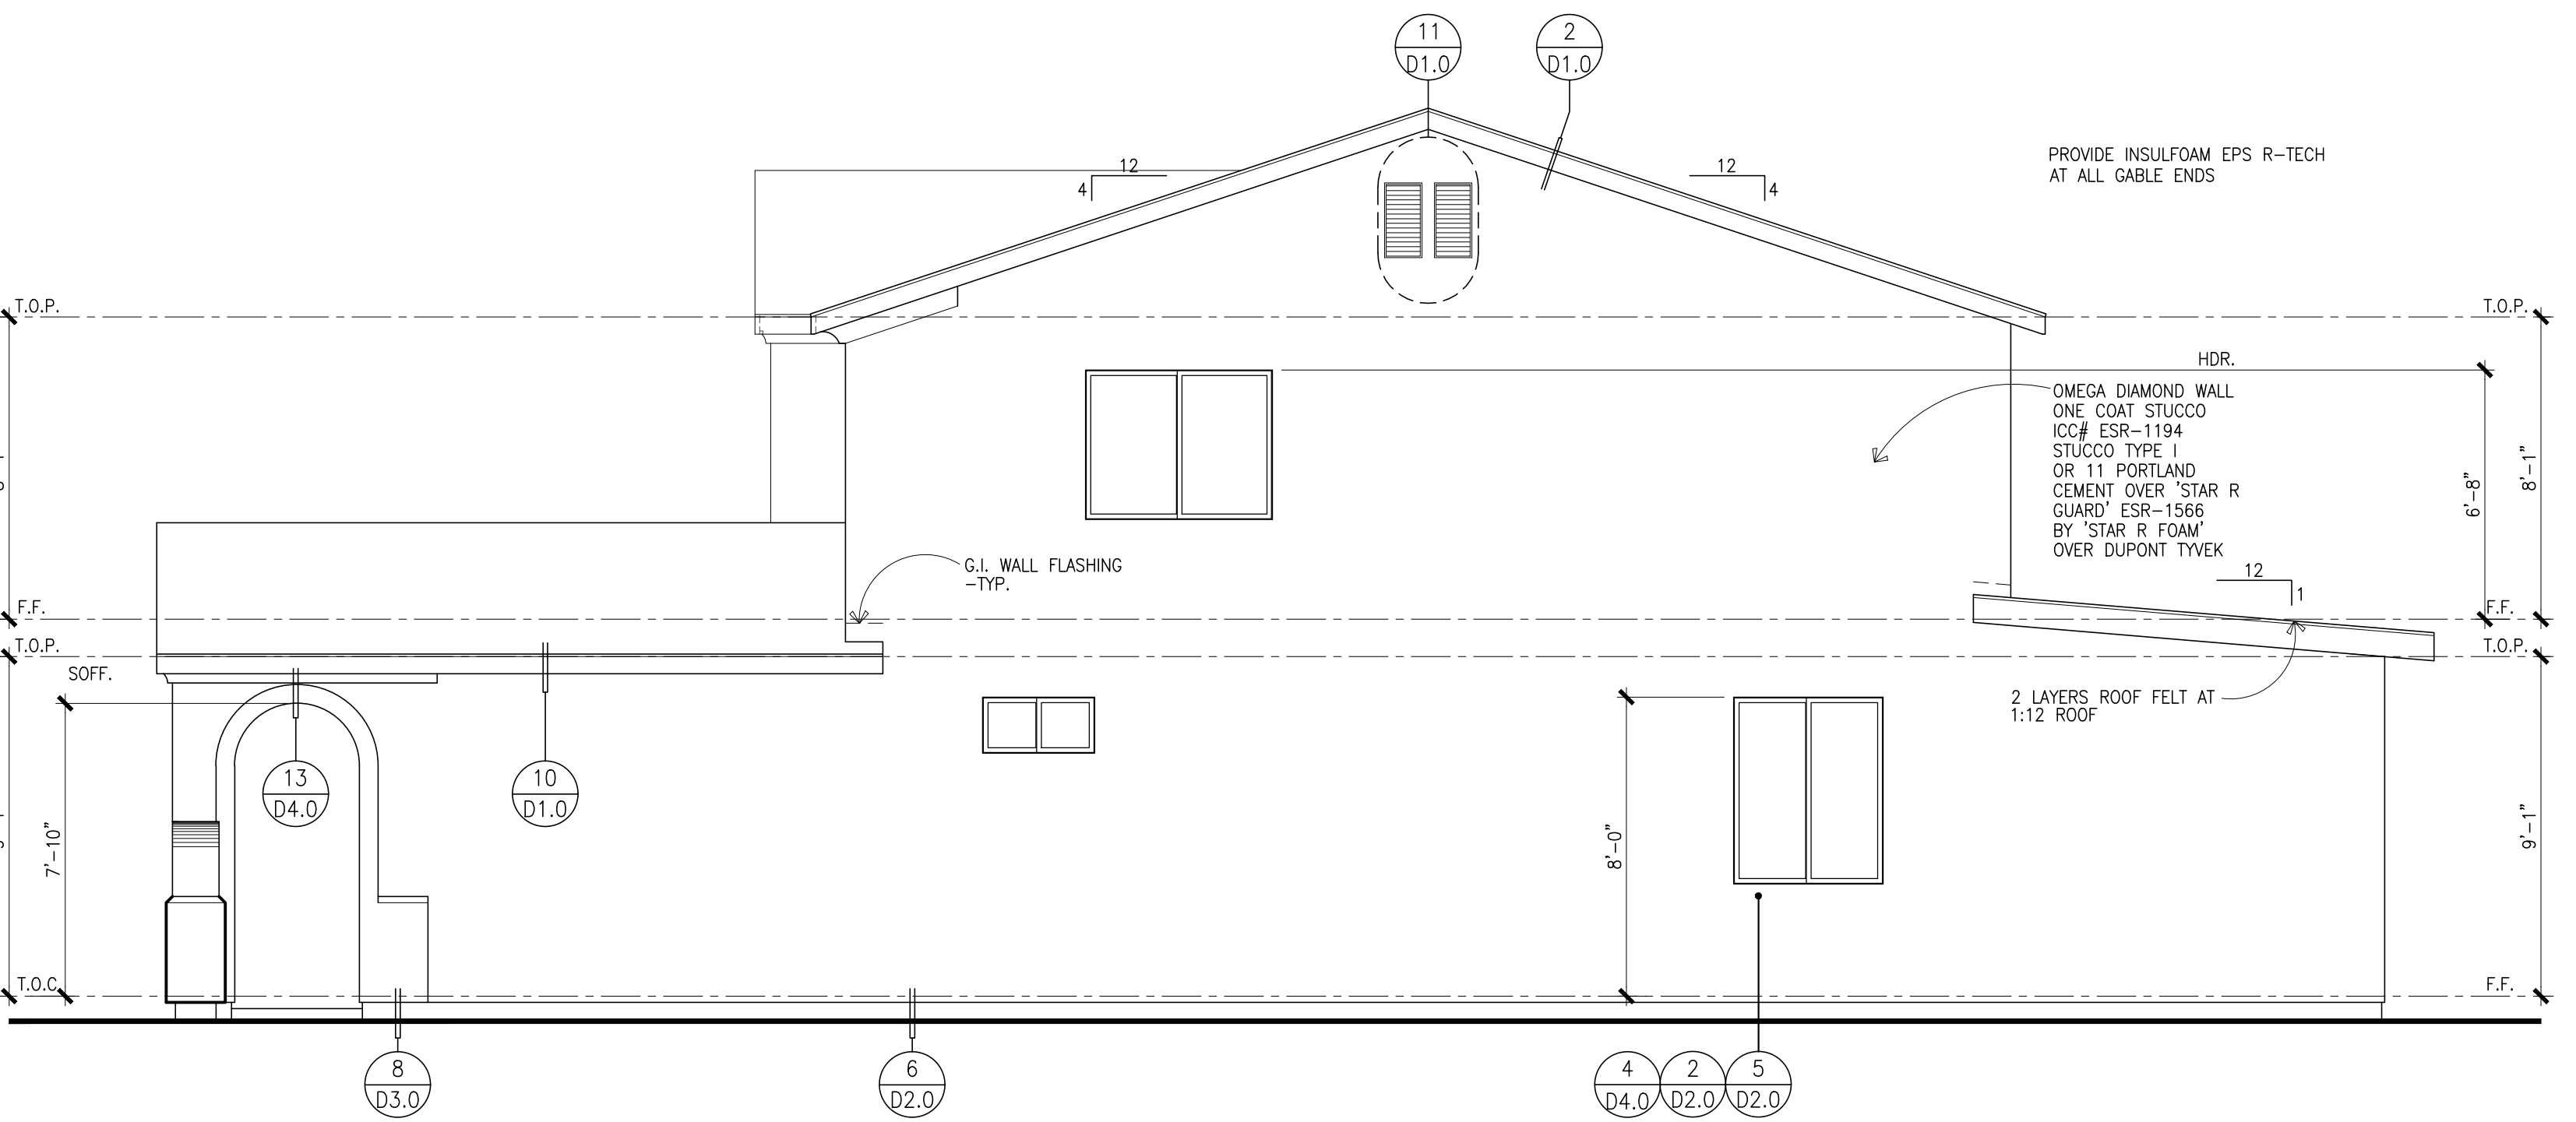 11
D1.0
2
D1.0
PROVIDE INSULFOAM EPS R-TECH
AT ALL GABLE ENDS
12
4
12
4
T.O.P.
T.O.P.
HDR.
OMEGA DIAMOND WALL
ONE COAT STUCCO
ICC# ESR-1194
STUCCO TYPE I
OR 11 PORTLAND
CEMENT OVER 'STAR R
GUARD' ESR-1566
BY 'STAR R FOAM'
OVER DUPONT TYVEK
6'-8"
8'-1"
G.I. WALL FLASHING
-TYP.
12
1
F.F.
F.F.
T.O.P.
T.O.P.
SOFF.
2 LAYERS ROOF FELT AT
1:12 ROOF
13
D4.0
10
D1.0
7'-10"
8'-0"
9'-1"
T.O.C
F.F.
8
D3.0
6
D2.0
4
D4.0
2
D2.0
5
D2.0